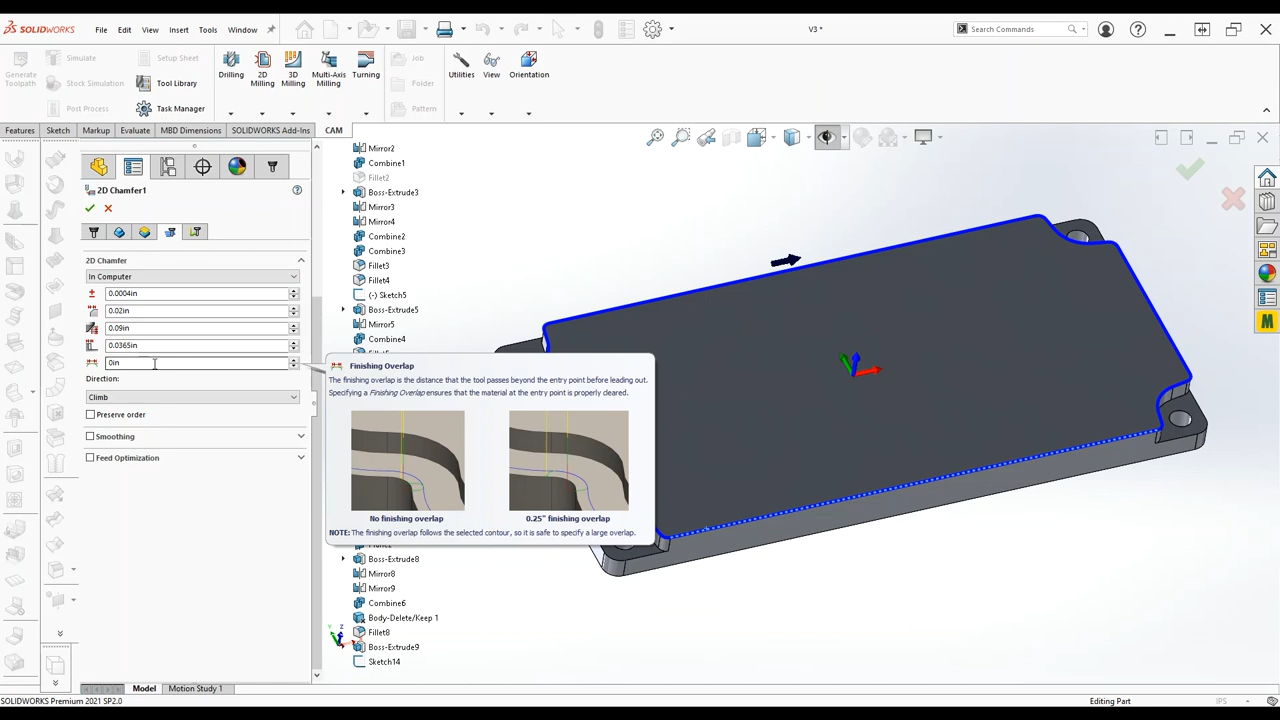 SOLIDWORKS
File
Edit
View
Insert
Tools
Window
V3 *
Search Commands
Generate
Toolpath
Simulate
Stock Simulation
Post Process
Setup Sheet
Tool Library
Task Manager
Drilling
2D
Milling
3D
Milling
Multi-Axis
Milling
Turning
Job
Folder
Pattern
Utilities
View
Orientation
Features
Sketch
Markup
Evaluate
MBD Dimensions
SOLIDWORKS Add-Ins
CAM
2D Chamfer1
2D Chamfer
In Computer
0.0004in
0.02in
0.09in
0.0365in
0in
Direction:
Climb
Preserve order
Smoothing
Feed Optimization
Mirror2
Combine1
Fillet2
Boss-Extrude3
Mirror3
Mirror4
Combine2
Combine3
Fillet3
Fillet4
(-) Sketch5
Boss-Extrude5
Mirror5
Combine4
Finishing Overlap
The finishing overlap is the distance that the tool passes beyond the entry point before leading out.
Specifying a Finishing Overlap ensures that the material at the entry point is properly cleared.
No finishing overlap
0.25" finishing overlap
NOTE: The finishing overlap follows the selected contour, so it is safe to specify a large overlap.
Boss-Extrude8
Mirror8
Mirror9
Combine6
Body-Delete/Keep 1
Fillet8
Boss-Extrude9
Sketch14
Y
Z
M
Model
Motion Study 1
SOLIDWORKS Premium 2021 SP2.0
Editing Part
IPS